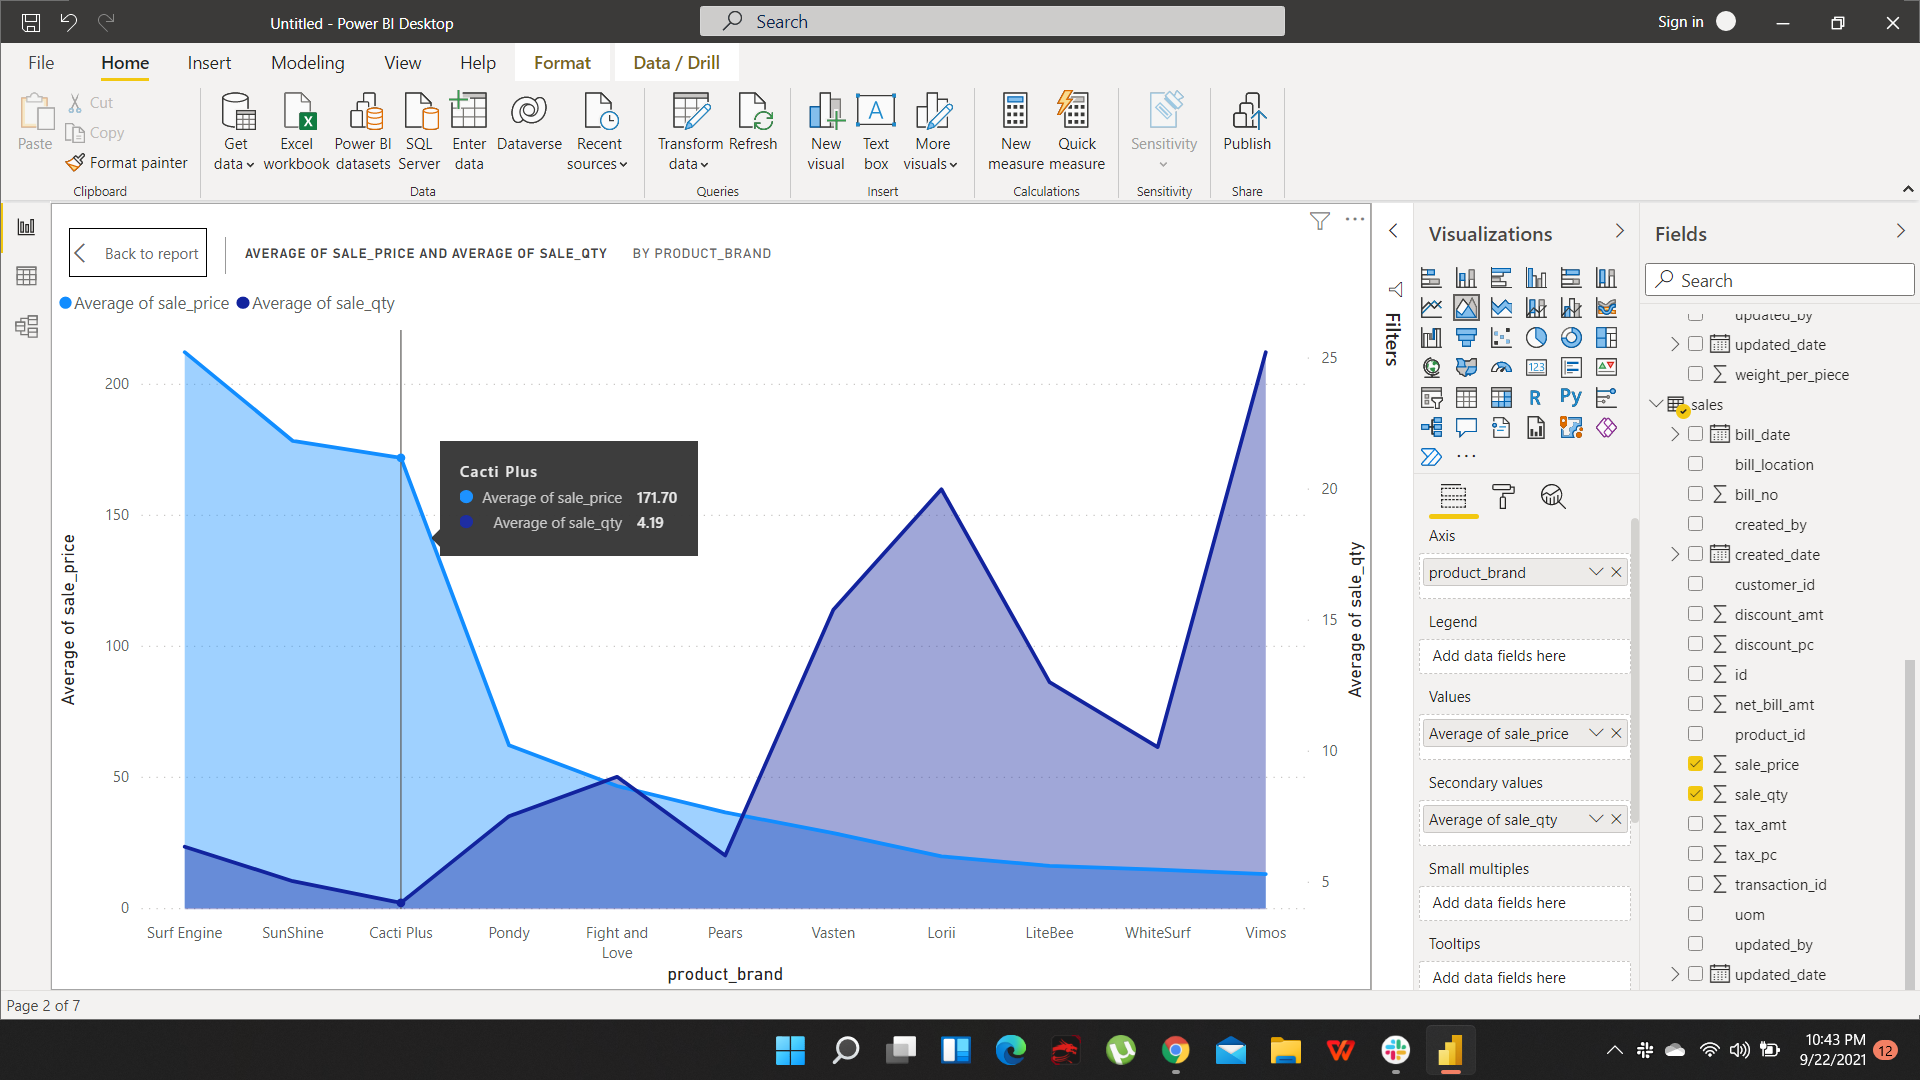 Untitled - Power BI Desktop
Search
Sign in
File
Home
Insert
Modeling
View
Help
Format
Data / Drill
Paste
Cut
Copy
Format painter
Clipboard
Get data
Excel workbook
Power BI datasets
SQL Server
Enter data
Dataverse
Recent sources
Data
Transform data
Refresh
Queries
New visual
A
Text box
More visuals
Insert
New measure
Quick measure
Calculations
Sensitivity
Sensitivity
Publish
Share
Back to report
AVERAGE OF SALE_PRICE AND AVERAGE OF SALE_QTY
BY PRODUCT_BRAND
Average of sale_price
Average of sale_qty
Average of sale_price
200
150
100
50
0
Cacti Plus
Average of sale_price 171.70
Average of sale_qty 4.19
25
20
15
10
5
Average of sale_qty
Surf Engine
SunShine
Cacti Plus
Pondy
Fight and Love
Pears
Vasten
Lorii
LiteBee
WhiteSurf
Vimos
product_brand
Filters
Visualizations
123
R
Py
Axis
product_brand
Legend
Add data fields here
Values
Average of sale_price
Secondary values
Average of sale_qty
Small multiples
Add data fields here
Tooltips
Add data fields here
Fields
Search
updated_by
updated_date
weight_per_piece
sales
bill_date
bill_location
bill_no
created_by
created_date
customer_id
discount_amt
discount_pc
id
net_bill_amt
product_id
sale_price
sale_qty
tax_amt
tax_pc
transaction_id
uom
updated_by
updated_date
Page 2 of 7
10:43 PM
9/22/2021
12